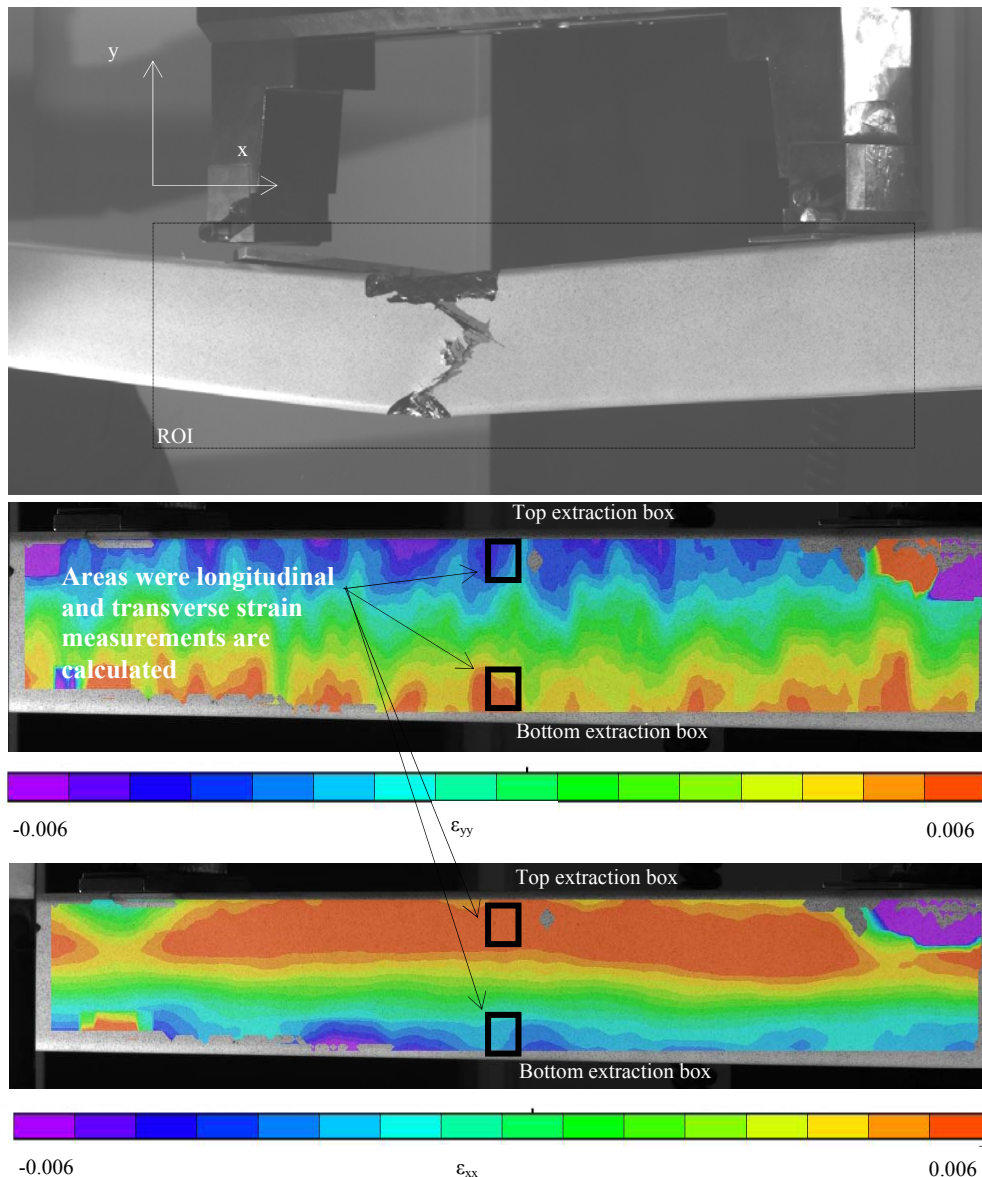 y
x
ROI
Top extraction box
Areas were longitudinal
and transverse strain
measurements are
calculated
Bottom extraction box
-0.006
εyy
0.006
Top extraction box
Bottom extraction box
-0.006
εxx
0.006